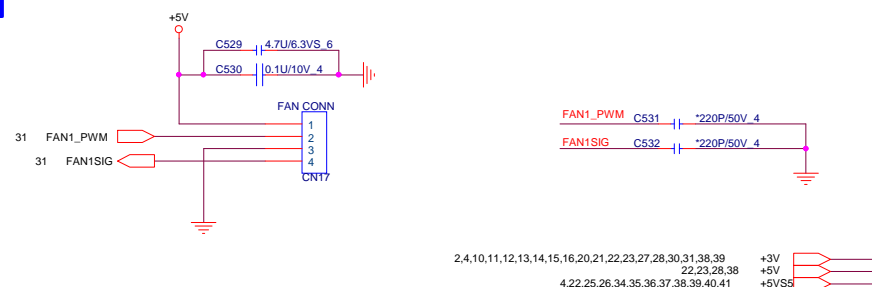 +5V
C529 4.7U/6.3VS_6
C530 0.1U/10V_4
FAN CONN
1
31 FAN1_PWM 2
3
31 FAN1SIG 4
CN17
FAN1_PWM C531 *220P/50V_4
FAN1SIG C532 *220P/50V_4
2,4,10,11,12,13,14,15,16,20,21,22,23,27,28,30,31,38,39 +3V
22,23,28,38 +5V
4,22,25,26,34,35,36,37,38,39,40,41 +5VS5